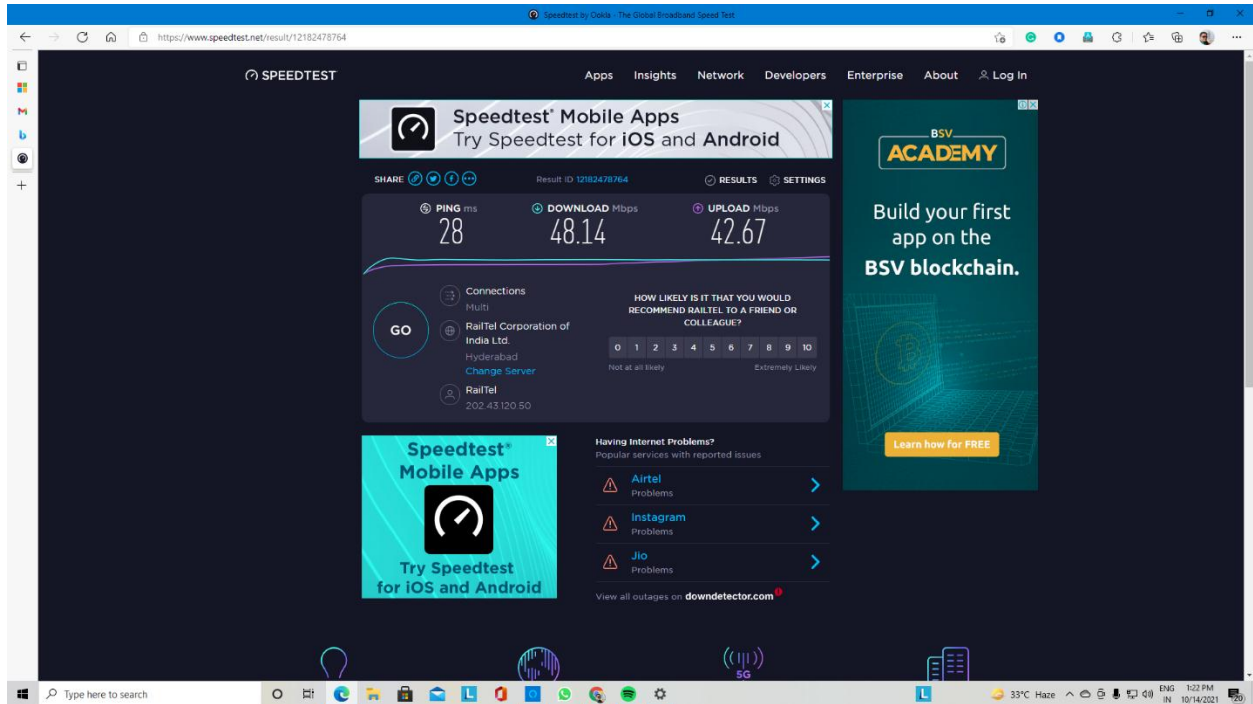 Speedtest by Ookla - The Global Broadband Speed Test
https://www.speedtest.net/result/12182478764
SPEEDTEST
Apps Insights Network Developers Enterprise About Log In
Speedtest® Mobile Apps
Try Speedtest for iOS and Android
SHARE Result ID 12182478764 RESULTS SETTINGS
PING ms DOWNLOAD Mbps UPLOAD Mbps
28 48.14 42.67
GO
Connections
Multi
RailTel Corporation of
India Ltd.
Hyderabad
Change Server
RailTel
202.43.120.50
HOW LIKELY IS IT THAT YOU WOULD
RECOMMEND RAILTEL TO A FRIEND OR
COLLEAGUE?
0 1 2 3 4 5 6 7 8 9 10
Not at all likely Extremely Likely
BSV
ACADEMY
Build your first
app on the
BSV blockchain.
Learn how for FREE
Speedtest®
Mobile Apps
Try Speedtest
for iOS and Android
Having Internet Problems?
Popular services with reported issues
Airtel
Problems
Instagram
Problems
Jio
Problems
View all outages on downdetector.com
5G
Type here to search
33°C Haze
ENG 1:22 PM
IN 10/14/2021
20